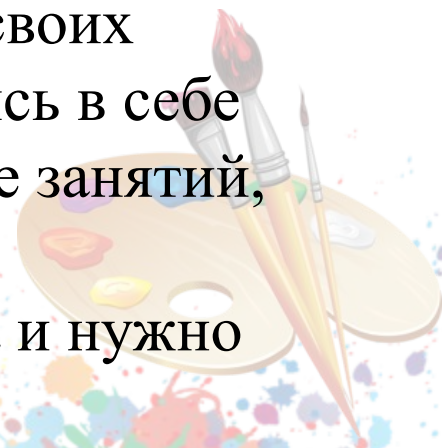 своих
сь в себе
е занятий,
и нужно